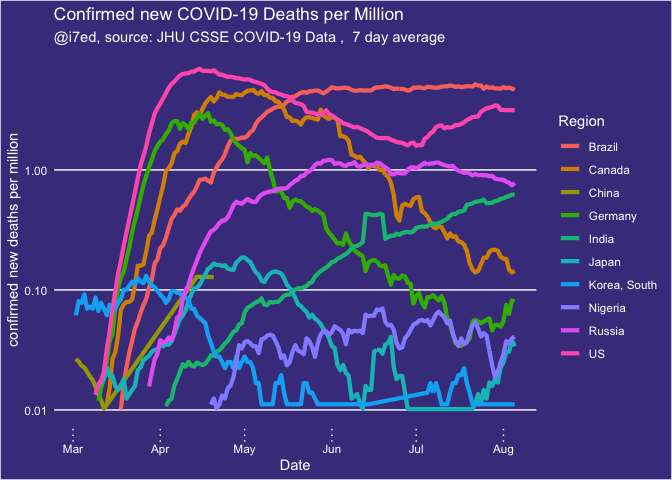 Confirmed new COVID-19 Deaths per Million
@i7ed, source: JHU CSSE COVID-19 Data ,  7 day average
confirmed new deaths per million
1.00
0.10
0.01
Mar Apr May Jun Jul Aug
Date
Region
Brazil
Canada
China
Germany
India
Japan
Korea, South
Nigeria
Russia
US